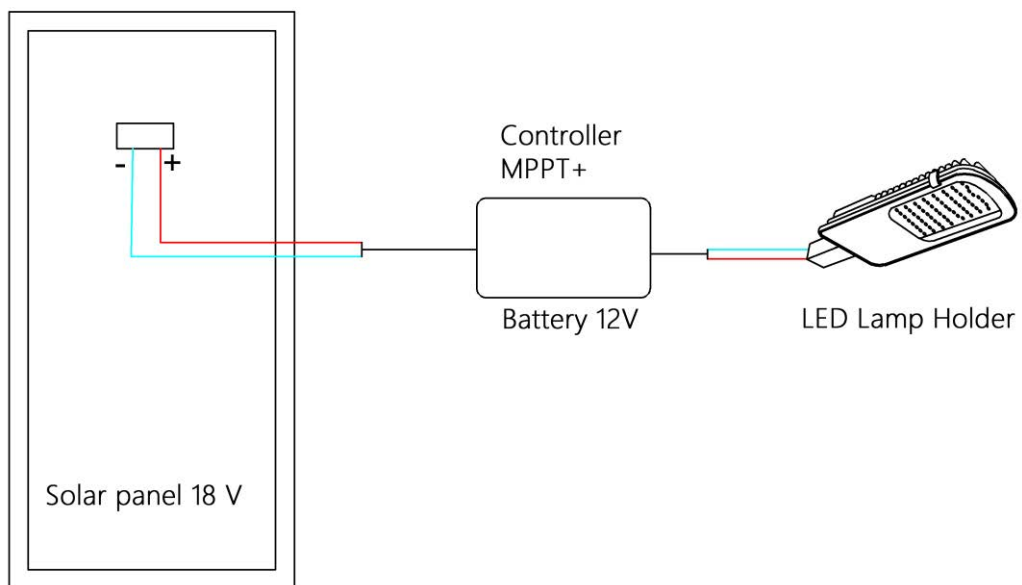 Controller
MPPT+
- +
Battery 12V
LED Lamp Holder
Solar panel 18 V